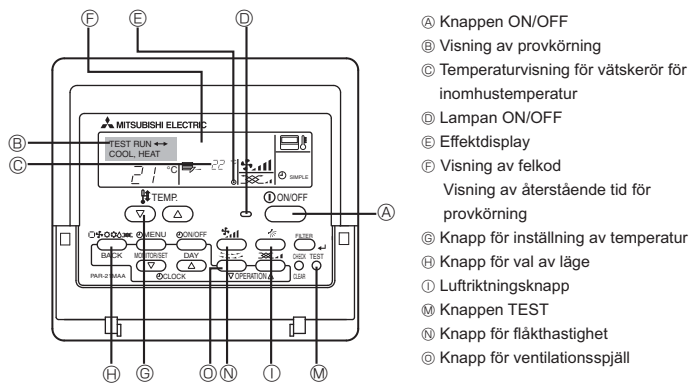 Ⓕ Ⓔ Ⓓ
MITSUBISHI ELECTRIC
Ⓑ TEST RUN ↔
COOL, HEAT
Ⓒ 21 °C 22 °C
SIMPLE
TEMP. ON/OFF
Ⓐ
MENU ON/OFF FILTER
BACK MONITOR/SET DAY CHECK TEST
PAR-21MAA CLOCK OPERATION CLEAR
Ⓗ Ⓖ Ⓞ Ⓝ Ⓘ Ⓜ
Ⓐ Knappen ON/OFF
Ⓑ Visning av provkörning
Ⓒ Temperaturvisning för vätskerör för
inomhustemperatur
Ⓓ Lampan ON/OFF
Ⓔ Effektdisplay
Ⓕ Visning av felkod
Visning av återstående tid för
provkörning
Ⓖ Knapp för inställning av temperatur
Ⓗ Knapp för val av läge
Ⓘ Luftriktningsknapp
Ⓜ Knappen TEST
Ⓝ Knapp för flåkthastighet
Ⓞ Knapp för ventilationsspjäll